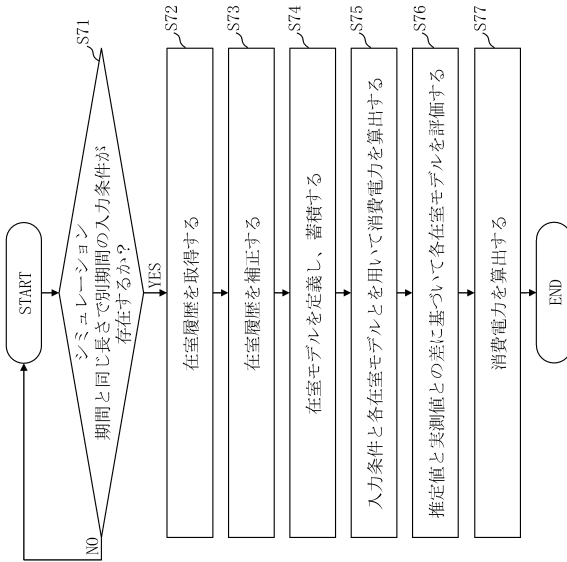 START
シミュレーション
期間と同じ長さで別期間の入力条件が
存在するか?
S71
NO
YES
在室履歴を取得する
S72
在室履歴を補正する
S73
在室モデルを定義し、蓄積する
S74
入力条件と各在室モデルとを用いて消費電力を算出する
S75
推定値と実測値との差に基づいて各在室モデルを評価する
S76
消費電力を算出する
S77
END